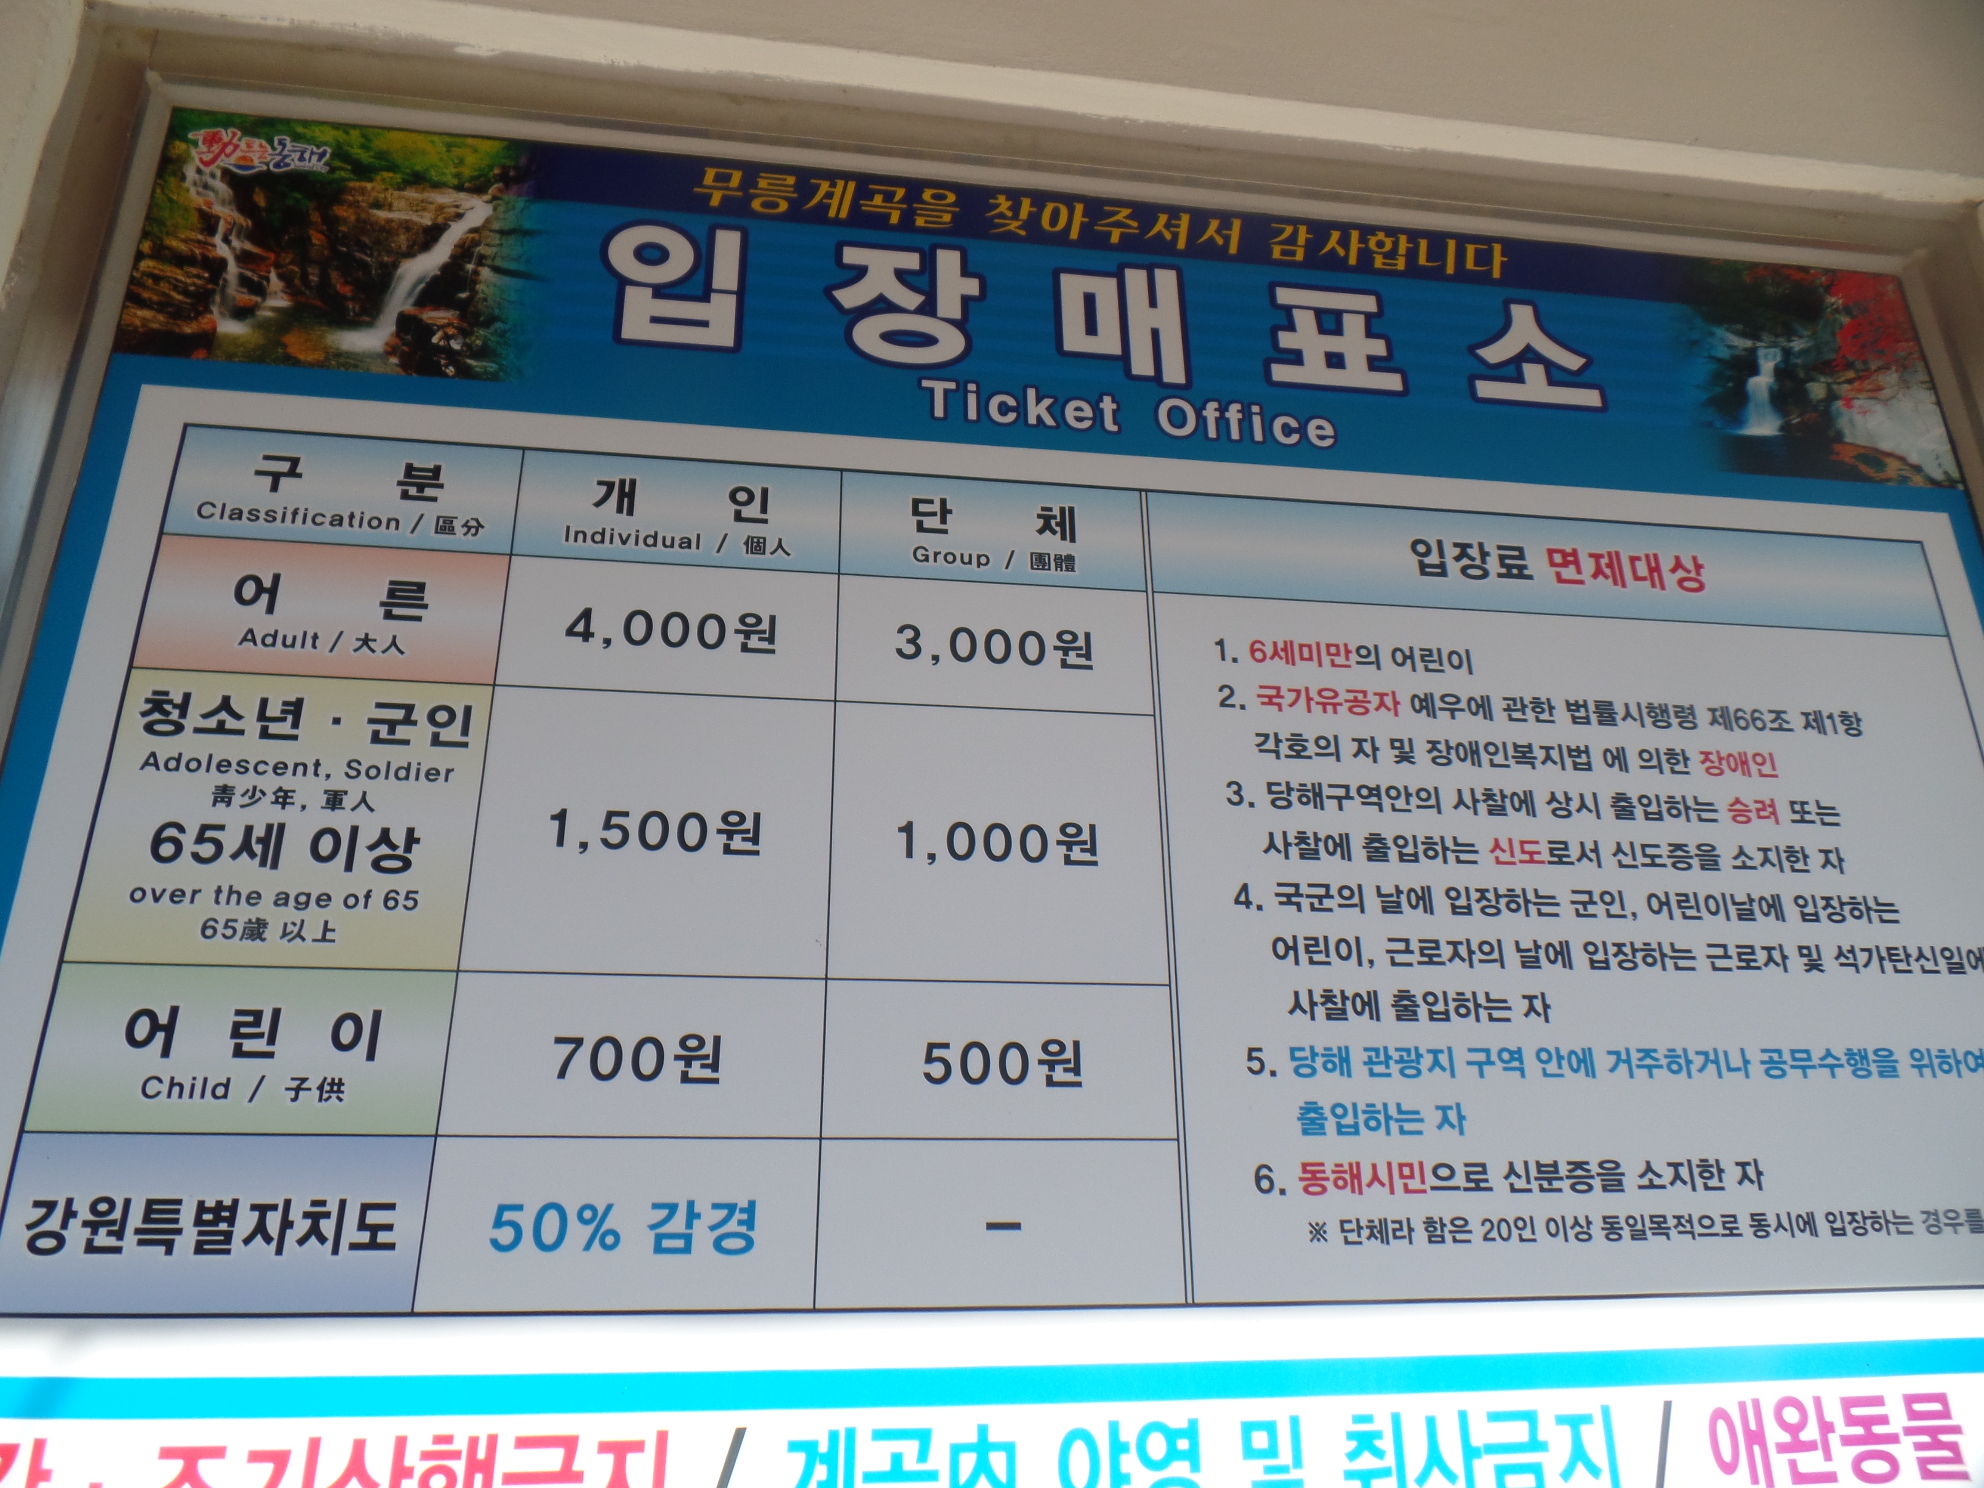 動트는동해
무릉계곡을 찾아주셔서 감사합니다
입장매표소
Ticket Office
구 분
Classification / 區分
개 인
Individual / 個人
단 체
Group / 團體
입장료 면제대상
어 른
Adult / 大人
4,000원
3,000원
청소년 · 군인
Adolescent, Soldier
靑少年, 軍人
65세 이상
over the age of 65
65歲 以上
1,500원
1,000원
어 린 이
Child / 子供
700원
500원
강원특별자치도
50% 감경
–
1. 6세미만의 어린이
2. 국가유공자 예우에 관한 법률시행령 제66조 제1항
각호의 자 및 장애인복지법 에 의한 장애인
3. 당해구역안의 사찰에 상시 출입하는 승려 또는
사찰에 출입하는 신도로서 신도증을 소지한 자
4. 국군의 날에 입장하는 군인, 어린이날에 입장하는
어린이, 근로자의 날에 입장하는 근로자 및 석가탄신일에
사찰에 출입하는 자
5. 당해 관광지 구역 안에 거주하거나 공무수행을 위하여
출입하는 자
6. 동해시민으로 신분증을 소지한 자
※ 단체라 함은 20인 이상 동일목적으로 동시에 입장하는 경우를
· 조기산행금지 / 계곡內 야영 및 취사금지 / 애완동물